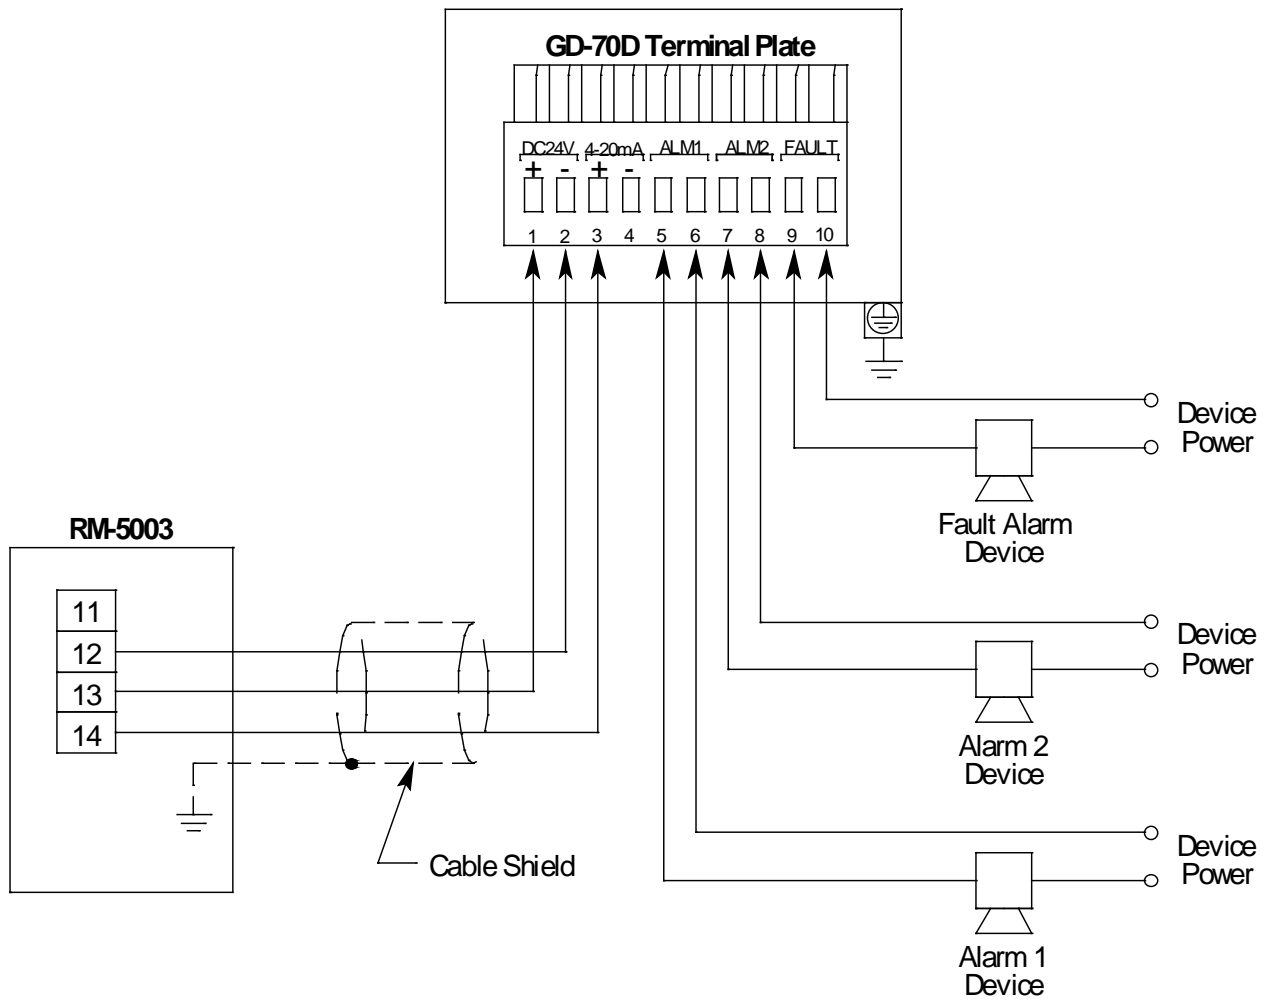 GD-70D Terminal Plate
DC24V 4-20mA ALM1 ALM2 FAULT
+ - + -
1 2 3 4 5 6 7 8 9 10
Device
Power
Fault Alarm
Device
RM-5003
11
12
13
14
Device
Power
Alarm 2
Device
Cable Shield
Device
Power
Alarm 1
Device